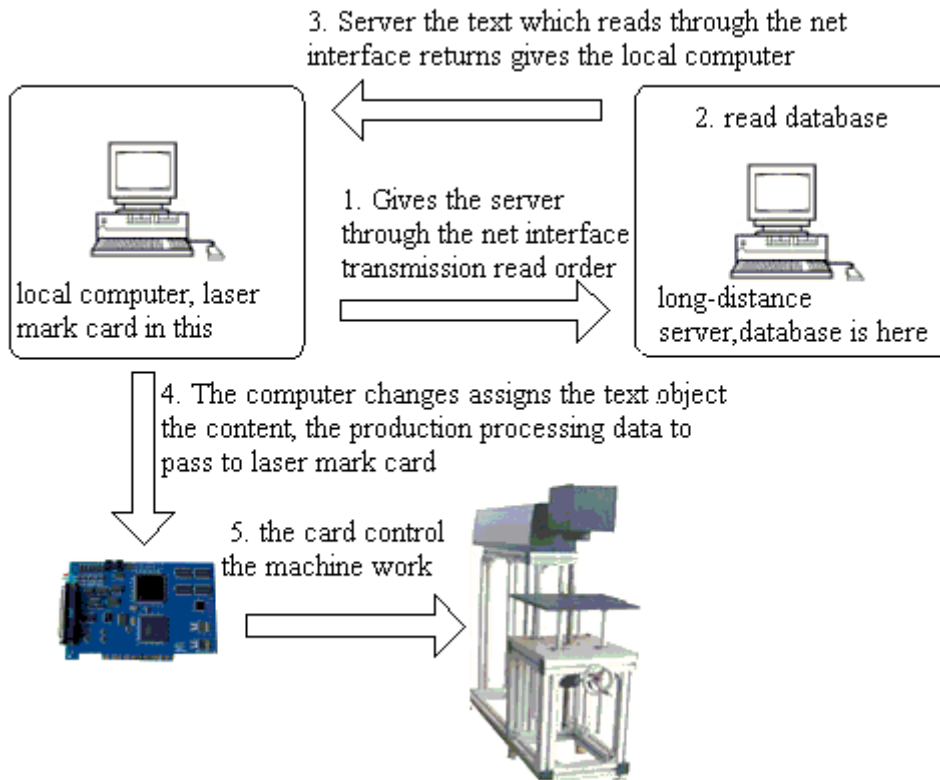 3. Server the text which reads through the net
interface returns gives the local computer
2. read database
1. Gives the server
through the net interface
transmission read order
local computer, laser
mark card in this
long-distance
server,database is here
4. The computer changes assigns the text object
the content, the production processing data to
pass to laser mark card
5. the card control
the machine work